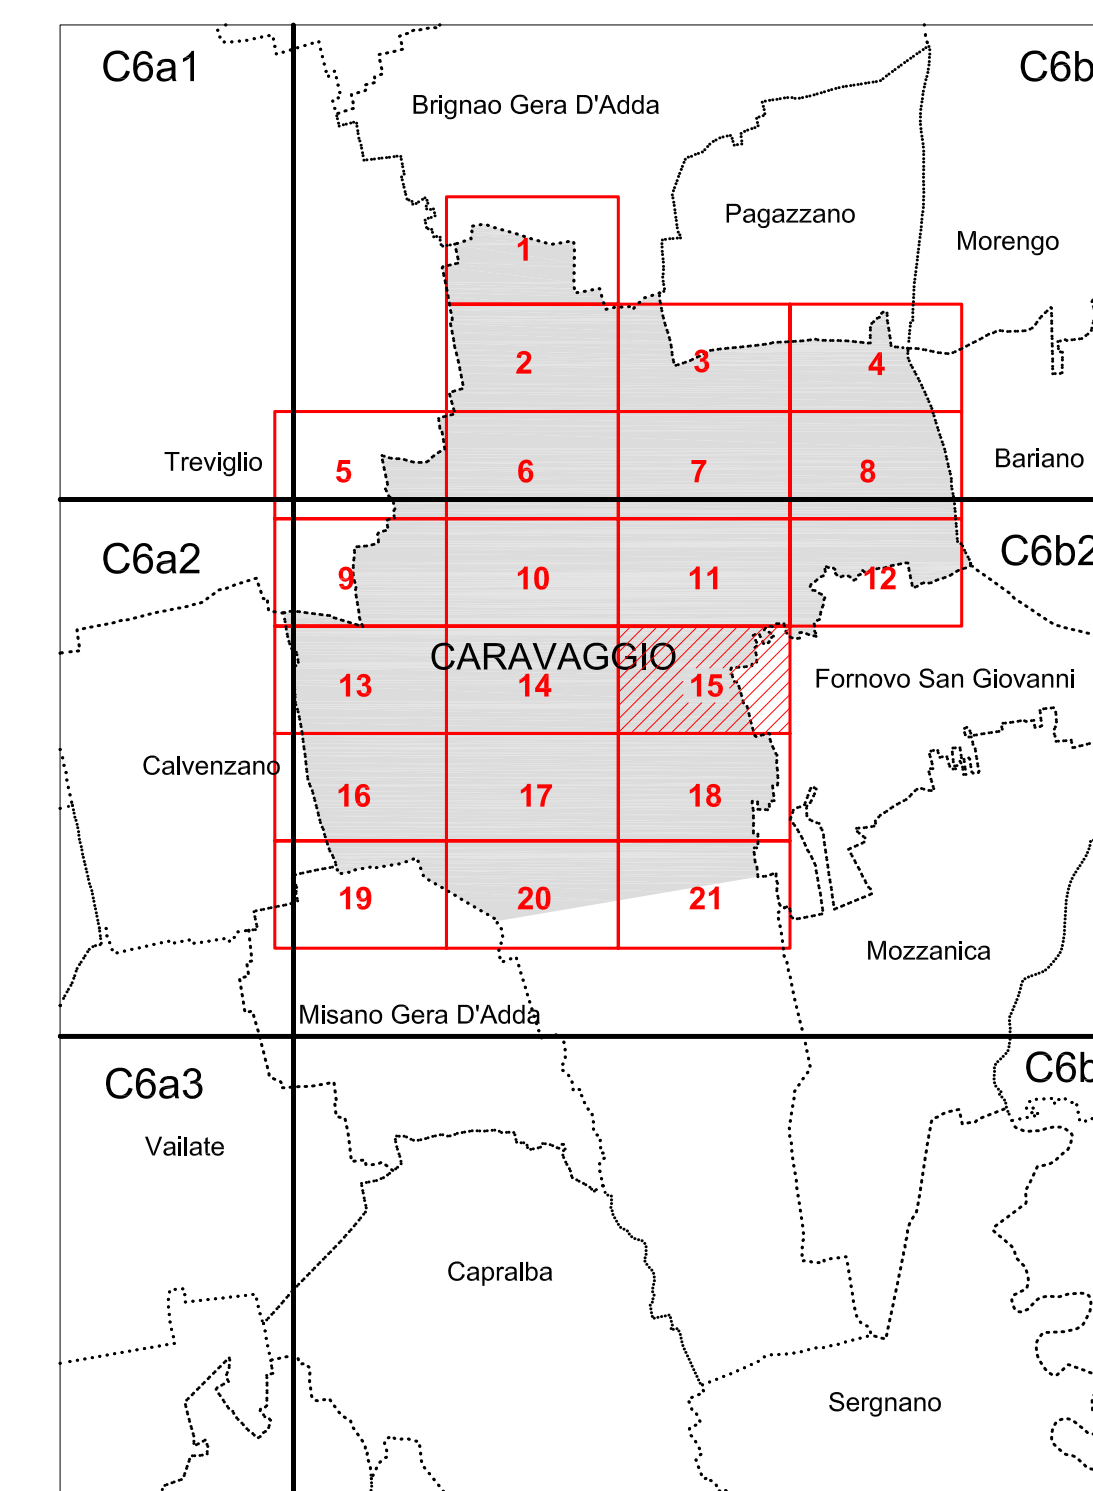 C6a1
C6b
Brignao Gera D'Adda
Pagazzano
Morengo
1
2
3
4
Treviglio
5
6
7
8
Bariano
C6a2
C6b2
9
10
11
12
CARAVAGGIO
13
14
15
Fornovo San Giovanni
Calvenzano
16
17
18
19
20
21
Mozzanica
Misano Gera D'Adda
C6a3
C6b
Vailate
Capralba
Sergnano